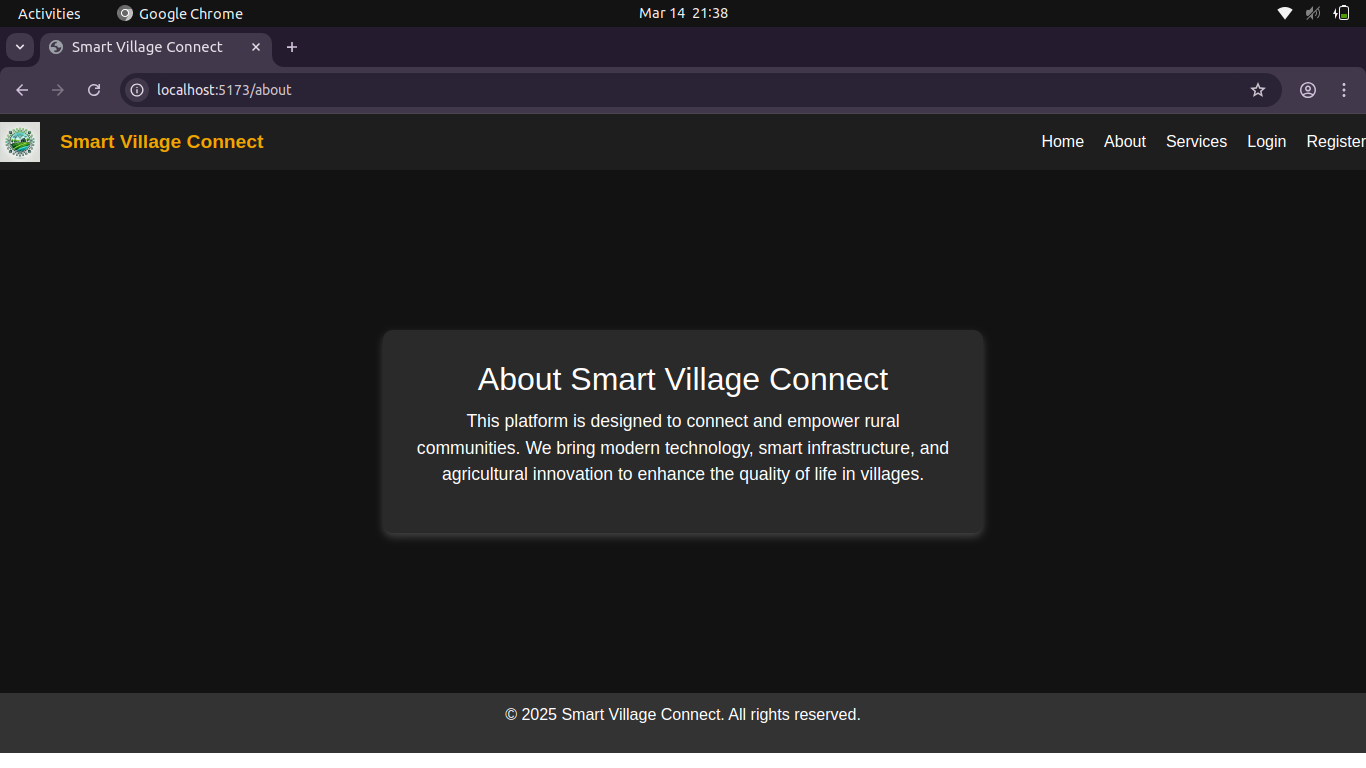 Activities
Google Chrome
Mar 14 21:38
Smart Village Connect
localhost:5173/about
Smart Village Connect
Home About Services Login Register
About Smart Village Connect
This platform is designed to connect and empower rural
communities. We bring modern technology, smart infrastructure, and
agricultural innovation to enhance the quality of life in villages.
© 2025 Smart Village Connect. All rights reserved.